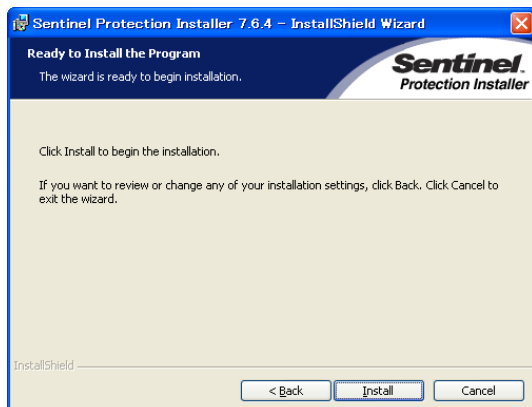 Sentinel Protection Installer 7.6.4 - InstallShield Wizard
Ready to Install the Program
The wizard is ready to begin installation.
Sentinel.
Protection Installer
Click Install to begin the installation.
If you want to review or change any of your installation settings, click Back. Click Cancel to
exit the wizard.
InstallShield
< Back
Install
Cancel